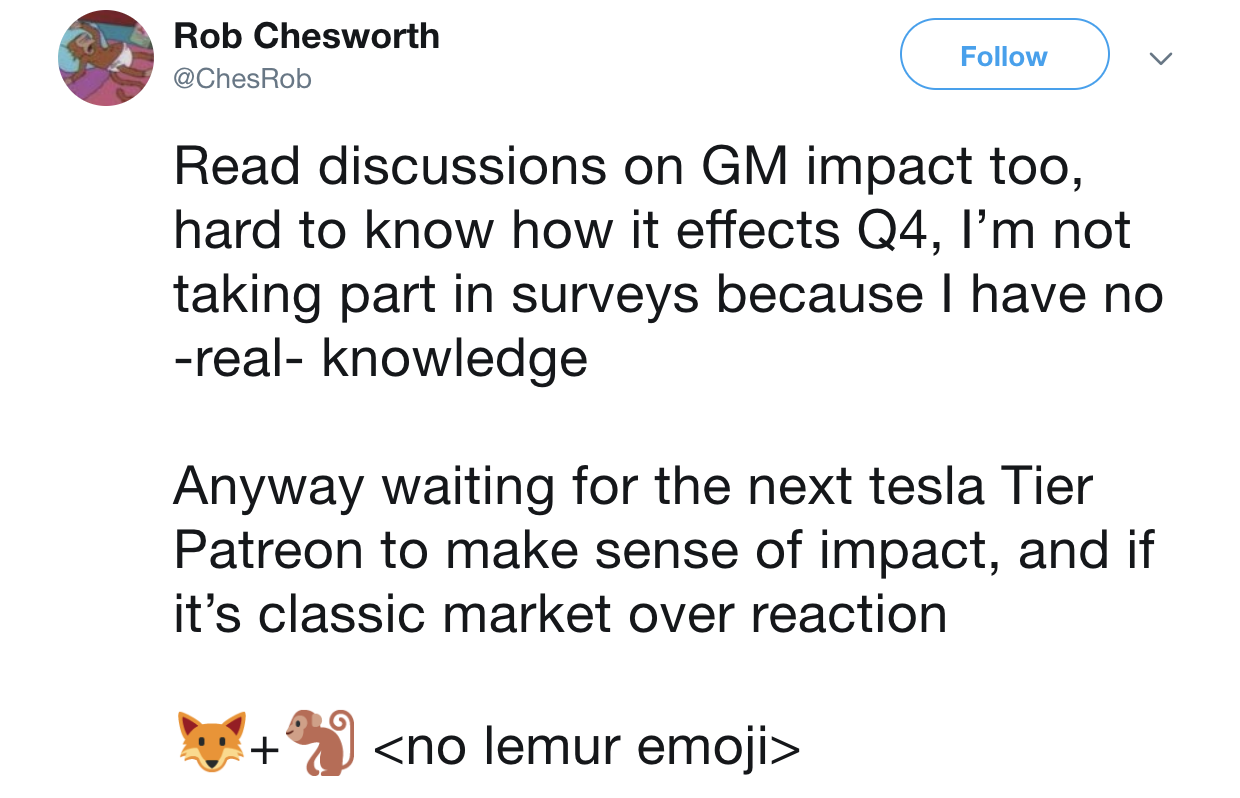 Rob Chesworth
@ChesRob
Follow
Read discussions on GM impact too,
hard to know how it effects Q4, I’m not
taking part in surveys because I have no
-real- knowledge
Anyway waiting for the next tesla Tier
Patreon to make sense of impact, and if
it’s classic market over reaction
🦊+🐒 <no lemur emoji>